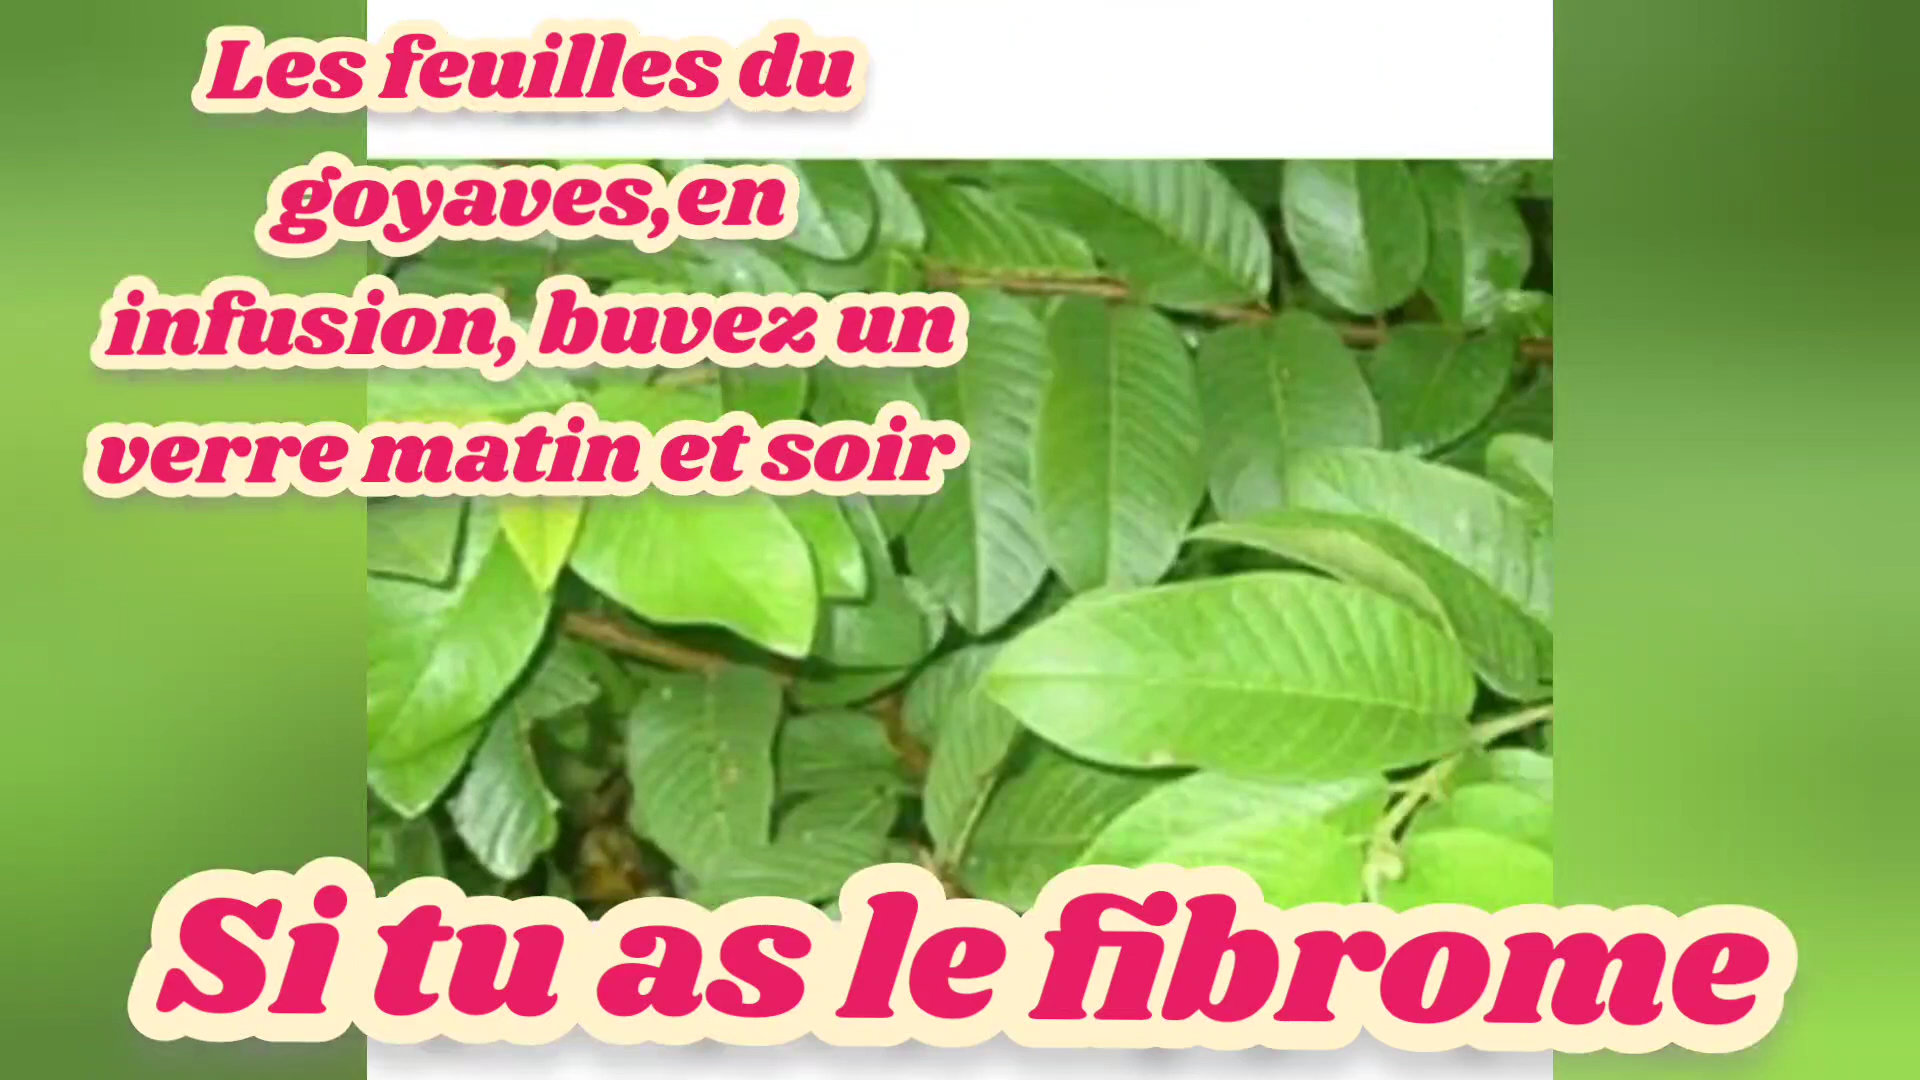 Les feuilles du
goyaves,en
infusion, buvez un
verre matin et soir
Si tu as le fibrome